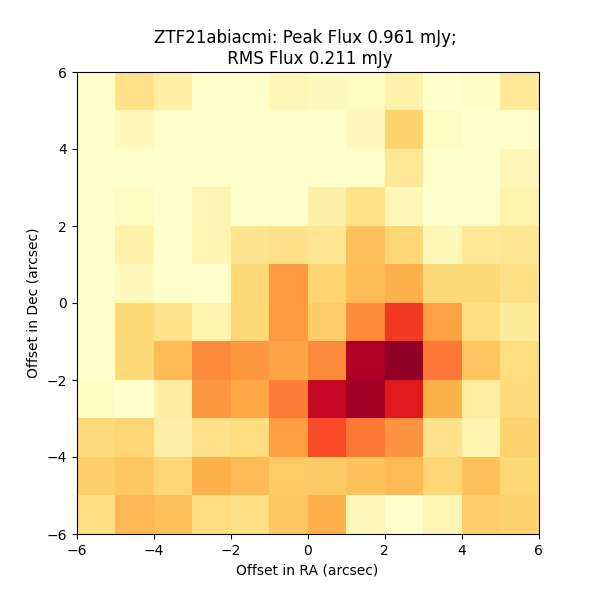 ZTF21abiacmi: Peak Flux 0.961 mJy;
RMS Flux 0.211 mJy
6
4
2
0
−2
−4
−6
Offset in Dec (arcsec)
−6 −4 −2 0 2 4 6
Offset in RA (arcsec)